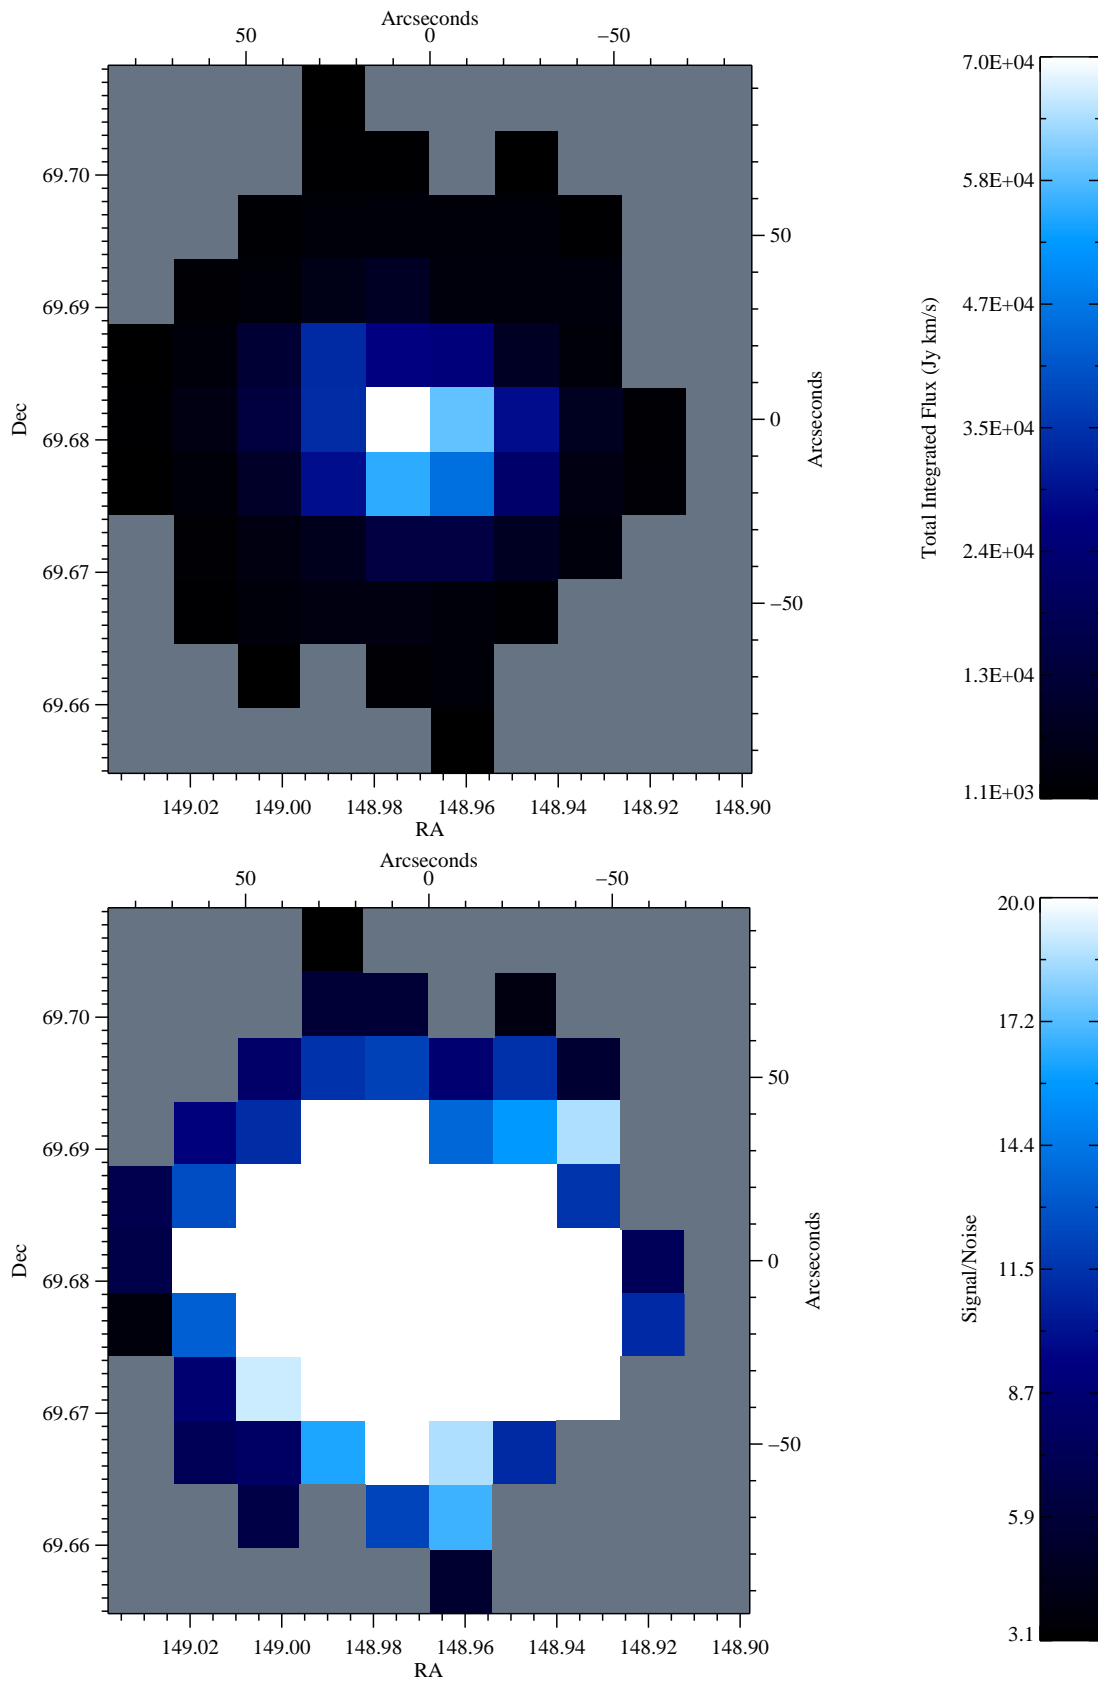 Arcseconds
50 0 −50
69.70
69.69
69.68
69.67
69.66
Dec
50
0
−50
Arcseconds
149.02 149.00 148.98 148.96 148.94 148.92 148.90
RA
7.0E+04
5.8E+04
4.7E+04
3.5E+04
2.4E+04
1.3E+04
1.1E+03
Total Integrated Flux (Jy km/s)
Arcseconds
50 0 −50
69.70
69.69
69.68
69.67
69.66
Dec
50
0
−50
Arcseconds
149.02 149.00 148.98 148.96 148.94 148.92 148.90
RA
20.0
17.2
14.4
11.5
8.7
5.9
3.1
Signal/Noise